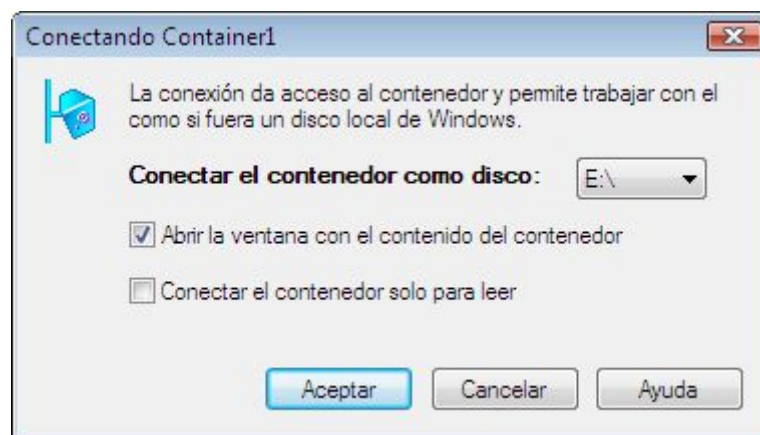 Conectando Container1
La conexión da acceso al contenedor y permite trabajar con el
como si fuera un disco local de Windows.
Conectar el contenedor como disco: E:\
Abrir la ventana con el contenido del contenedor
Conectar el contenedor solo para leer
Aceptar Cancelar Ayuda